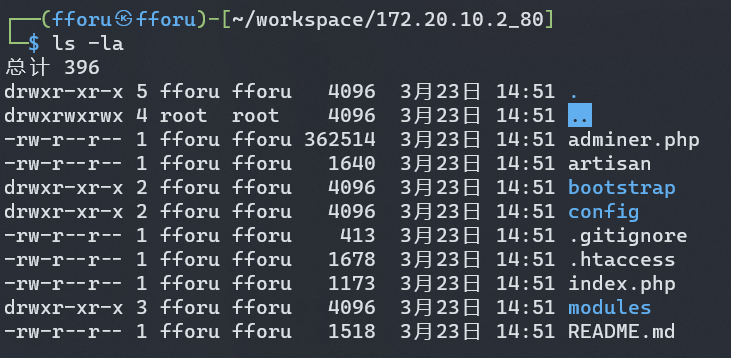 ┌──(fforu㉿fforu)-[~/workspace/172.20.10.2_80]
└─$ ls -la
总计 396
drwxr-xr-x 5 fforu fforu   4096  3月23日 14:51 .
drwxrwxrwx 4 root  root    4096  3月23日 14:51 ..
-rw-r--r-- 1 fforu fforu 362514  3月23日 14:51 adminer.php
-rw-r--r-- 1 fforu fforu   1640  3月23日 14:51 artisan
drwxr-xr-x 2 fforu fforu   4096  3月23日 14:51 bootstrap
drwxr-xr-x 2 fforu fforu   4096  3月23日 14:51 config
-rw-r--r-- 1 fforu fforu    413  3月23日 14:51 .gitignore
-rw-r--r-- 1 fforu fforu   1678  3月23日 14:51 .htaccess
-rw-r--r-- 1 fforu fforu   1173  3月23日 14:51 index.php
drwxr-xr-x 3 fforu fforu   4096  3月23日 14:51 modules
-rw-r--r-- 1 fforu fforu   1518  3月23日 14:51 README.md